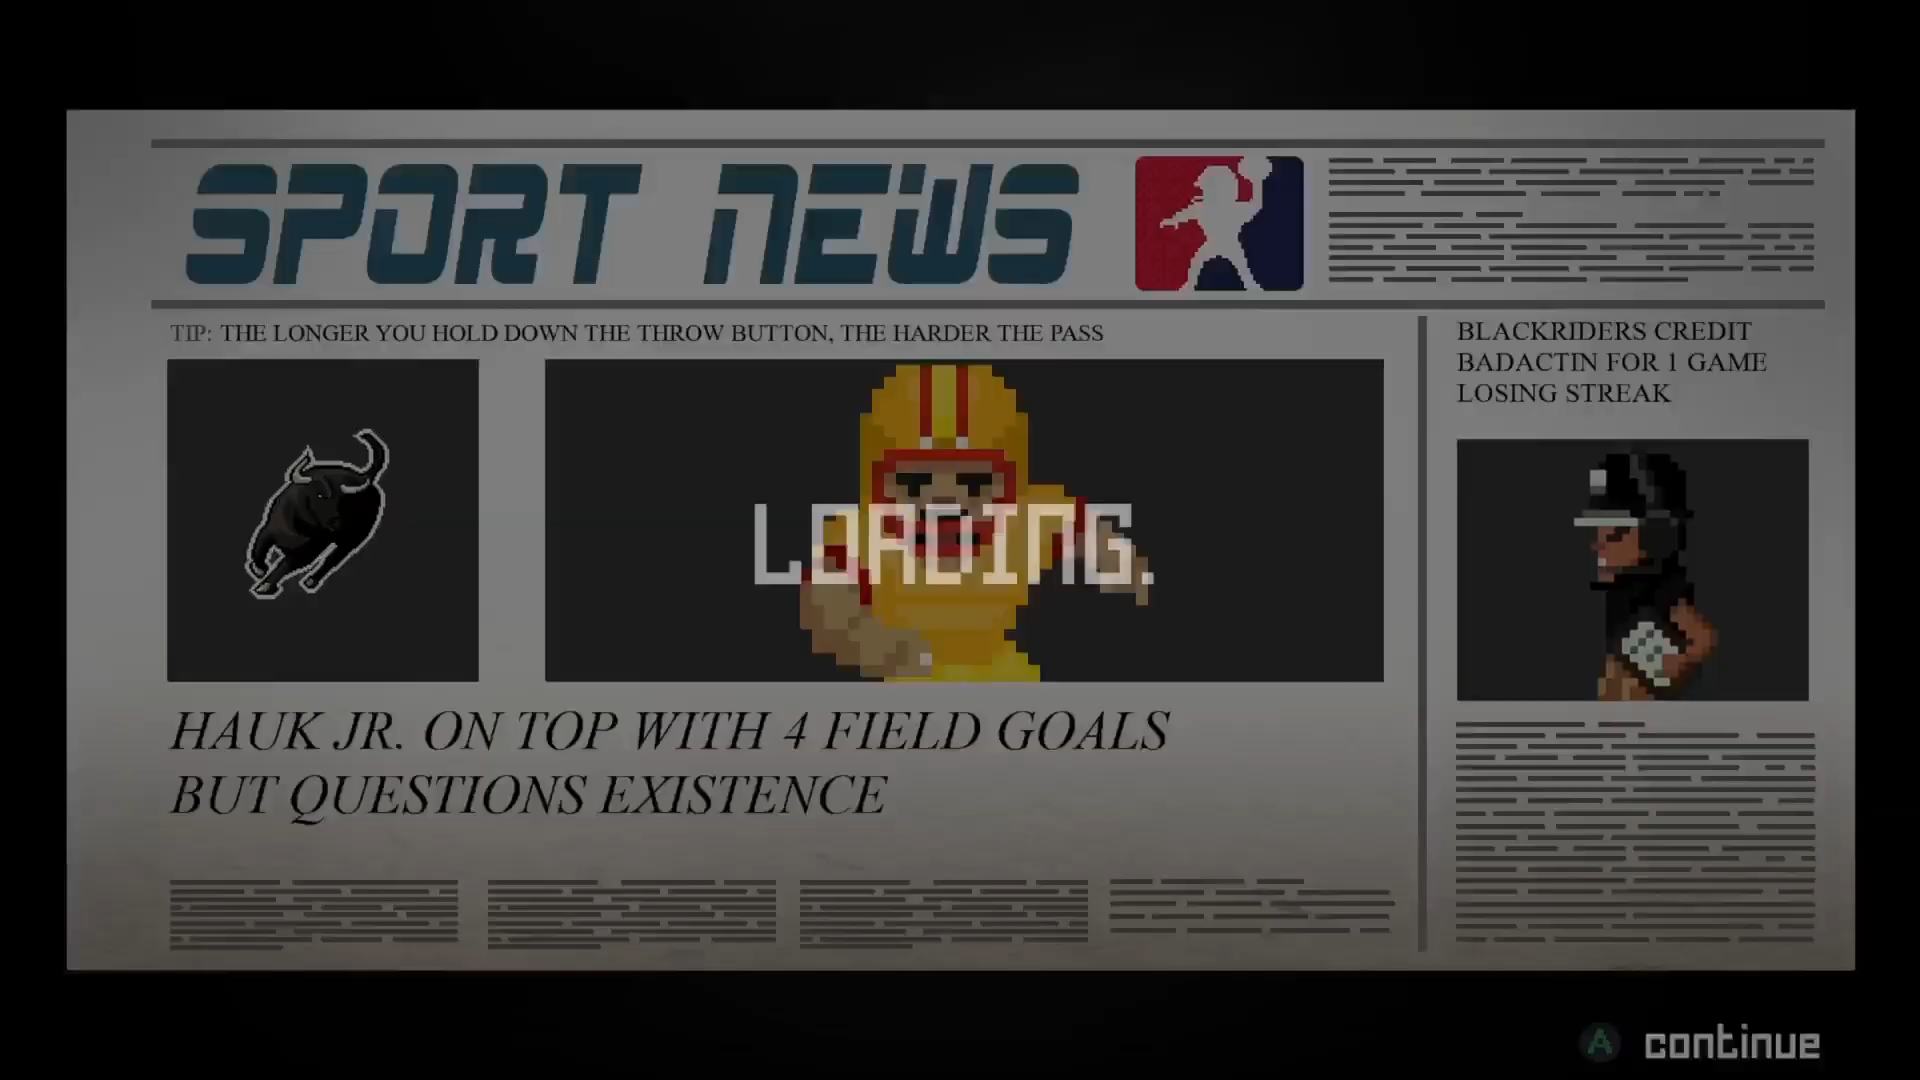 SPORT NEWS
TIP: THE LONGER YOU HOLD DOWN THE THROW BUTTON, THE HARDER THE PASS
BLACKRIDERS CREDIT
BADACTIN FOR 1 GAME
LOSING STREAK
LOADING.
HAUK JR. ON TOP WITH 4 FIELD GOALS
BUT QUESTIONS EXISTENCE
A continue